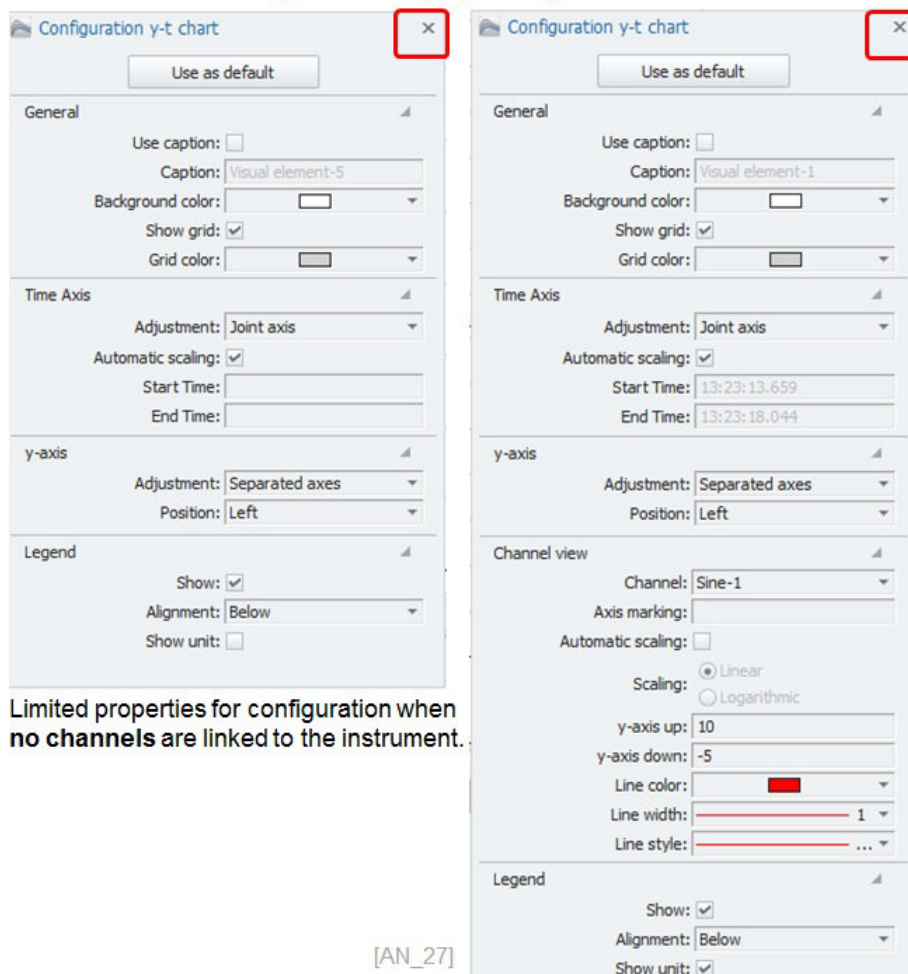 Configuration y-t chart
Use as default
General
Use caption:
Caption: Visual element-5
Background color:
Show grid:
Grid color:
Time Axis
Adjustment: Joint axis
Automatic scaling:
Start Time:
End Time:
y-axis
Adjustment: Separated axes
Position: Left
Legend
Show:
Alignment: Below
Show unit:
Limited properties for configuration when
no channels are linked to the instrument.
[AN_27]
Configuration y-t chart
Use as default
General
Use caption:
Caption: Visual element-1
Background color:
Show grid:
Grid color:
Time Axis
Adjustment: Joint axis
Automatic scaling:
Start Time: 13:23:13.659
End Time: 13:23:18.044
y-axis
Adjustment: Separated axes
Position: Left
Channel view
Channel: Sine-1
Axis marking:
Automatic scaling:
Scaling:
Linear
Logarithmic
y-axis up: 10
y-axis down: -5
Line color:
Line width: 1
Line style: ...
Legend
Show:
Alignment: Below
Show unit: